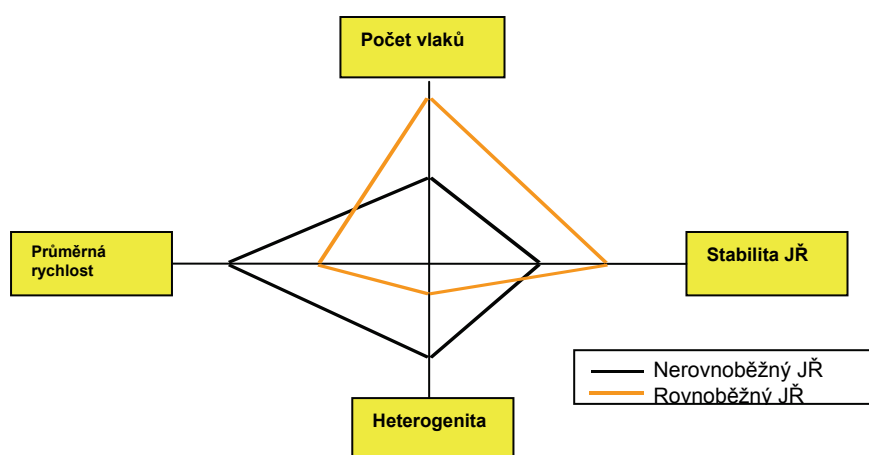 Počet vlaků
Průměrná
rychlost
Stabilita JŘ
Nerovnoběžný JŘ
Rovnoběžný JŘ
Heterogenita